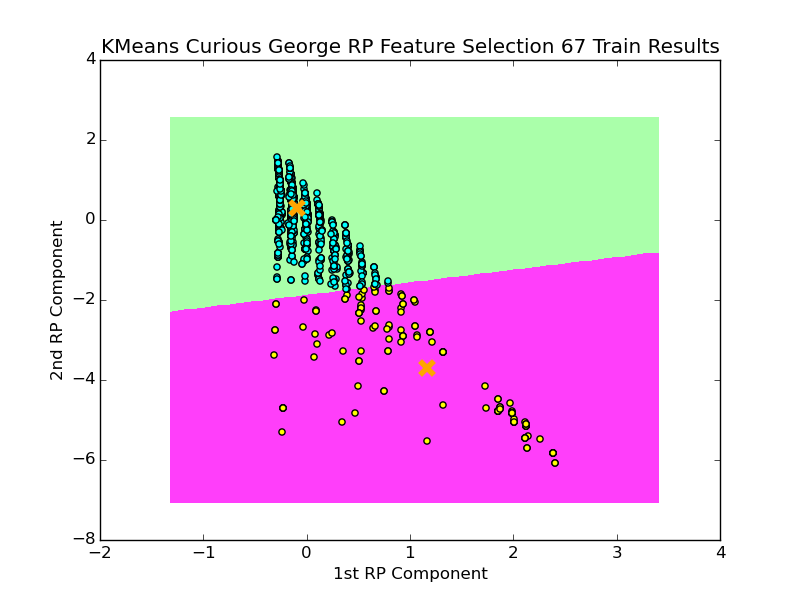 KMeans Curious George RP Feature Selection 67 Train Results
4
2
0
−2
−4
−6
−8
2nd RP Component
−2 −1 0 1 2 3 4
1st RP Component